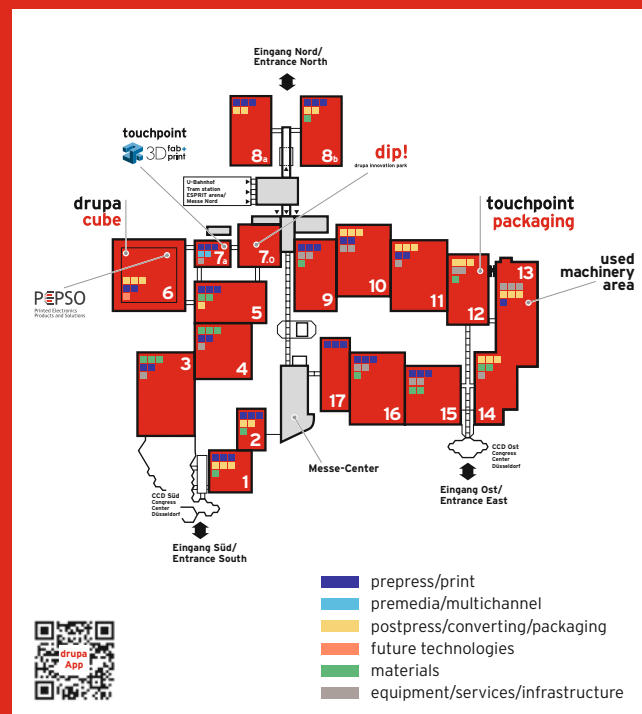 Eingang Nord/
Entrance North
8a
8b
touchpoint
3D fab+
print
dip!
drupa innovation park
U-Bahnhof
Tram station
ESPRIT arena/
Messe Nord
drupa
cube
touchpoint
packaging
used
machinery
area
PEPSO
Printed Electronics
Products and Solutions
6
7a
7.0
9
10
11
12
13
5
4
3
2
1
17
16
15
14
Messe-Center
CCD Ost
Congress
Center
Düsseldorf
Eingang Ost/
Entrance East
CCD Süd
Congress
Center
Düsseldorf
Eingang Süd/
Entrance South
drupa
App
prepress/print
premedia/multichannel
postpress/converting/packaging
future technologies
materials
equipment/services/infrastructure